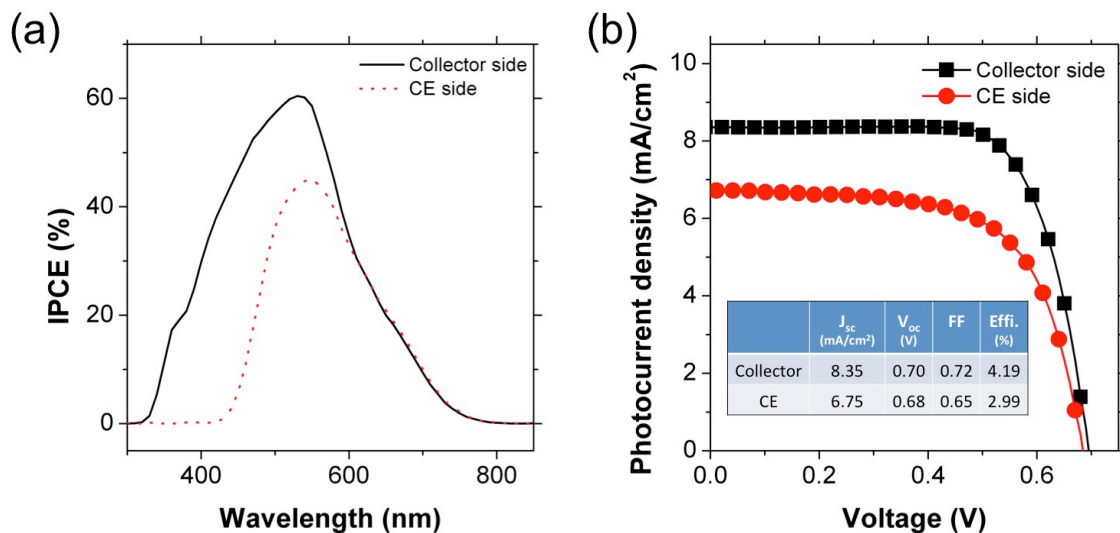 (a)
Collector side
CE side
60
40
20
0
IPCE (%)
400 600 800
Wavelength (nm)
(b)
Collector side
CE side
10
8
6
4
2
0
Photocurrent density (mA/cm²)
Jsc Voc FF Effi.
(mA/cm²) (V) (%)
Collector 8.35 0.70 0.72 4.19
CE 6.75 0.68 0.65 2.99
0.0 0.2 0.4 0.6
Voltage (V)